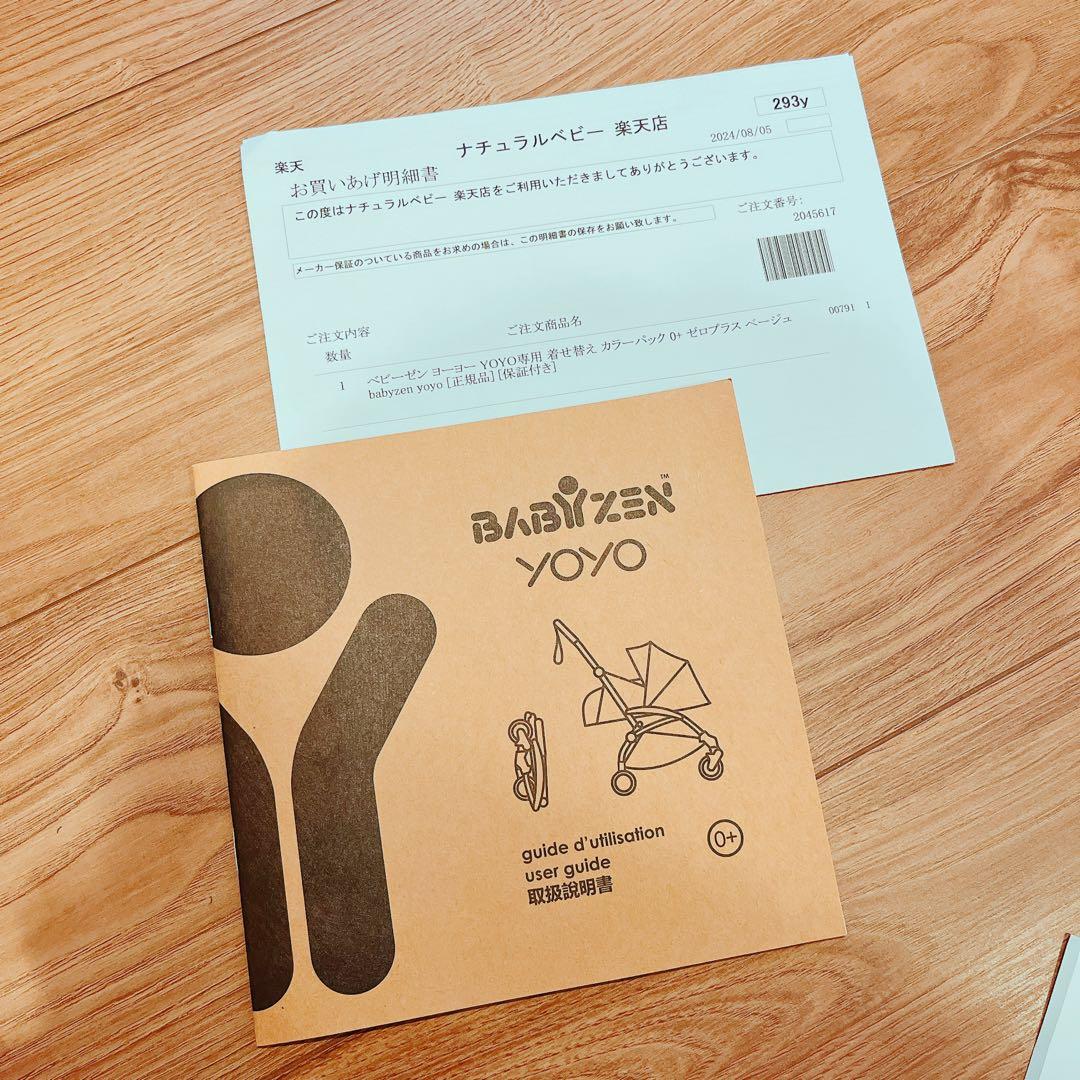 293y
ナチュラルベビー 楽天店
2024/08/05
楽天
お買いあげ明細書
この度はナチュラルベビー 楽天店をご利用いただきましてありがとうございます。
ご注文番号:
2045617
メーカー保証のついている商品をお求めの場合は、この明細書の保存をお願い致します。
ご注文内容
ご注文商品名
数量
00791 1
1 ベビーゼン ヨーヨー YOYO専用 着せ替え カラーパック 0+ ゼロプラス ベージュ
babyzen yoyo [正規品] [保証付き]
BABYZEN™
YOYO
guide d'utilisation
user guide
取扱説明書
0+